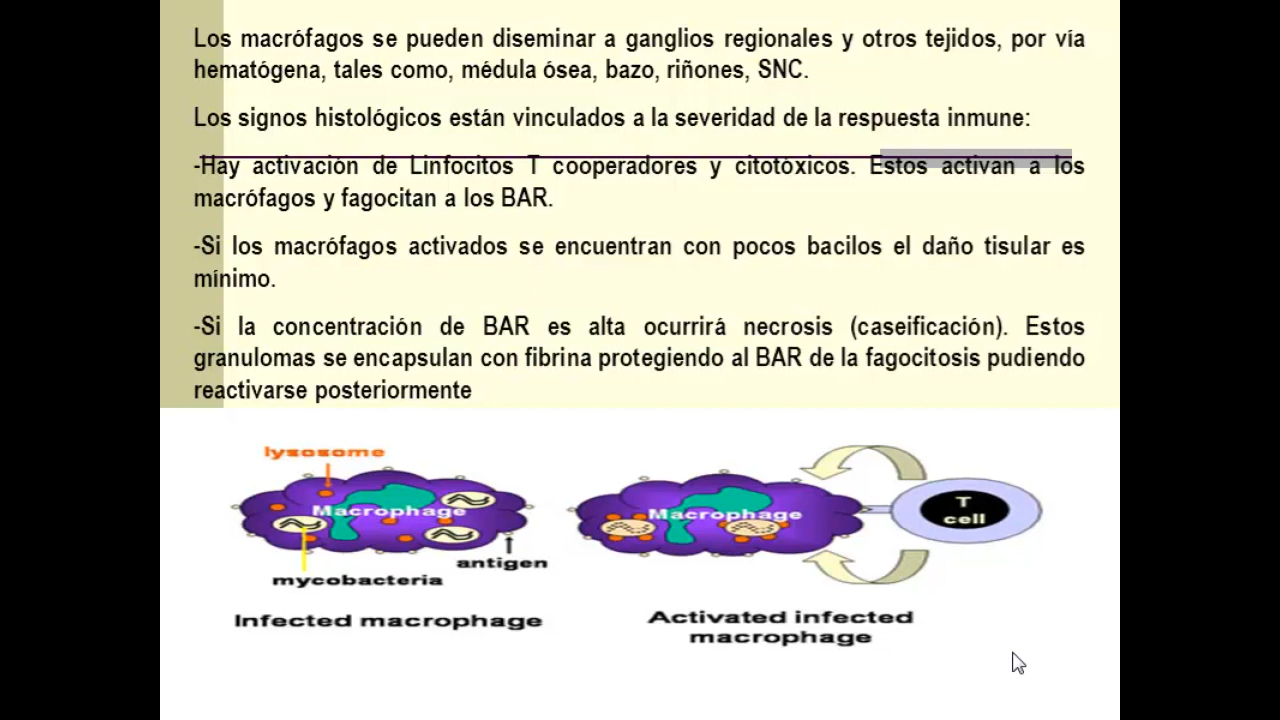 Los macrófagos se pueden diseminar a ganglios regionales y otros tejidos, por vía
hematógena, tales como, médula ósea, bazo, riñones, SNC.
Los signos histológicos están vinculados a la severidad de la respuesta inmune:
-Hay activación de Linfocitos T cooperadores y citotóxicos. Estos activan a los
macrófagos y fagocitan a los BAR.
-Si los macrófagos activados se encuentran con pocos bacilos el daño tisular es
mínimo.
-Si la concentración de BAR es alta ocurrirá necrosis (caseificación). Estos
granulomas se encapsulan con fibrina protegiendo al BAR de la fagocitosis pudiendo
reactivarse posteriormente
lysosome
Macrophage
antigen
mycobacteria
Infected macrophage
Macrophage
T
cell
Activated infected
macrophage